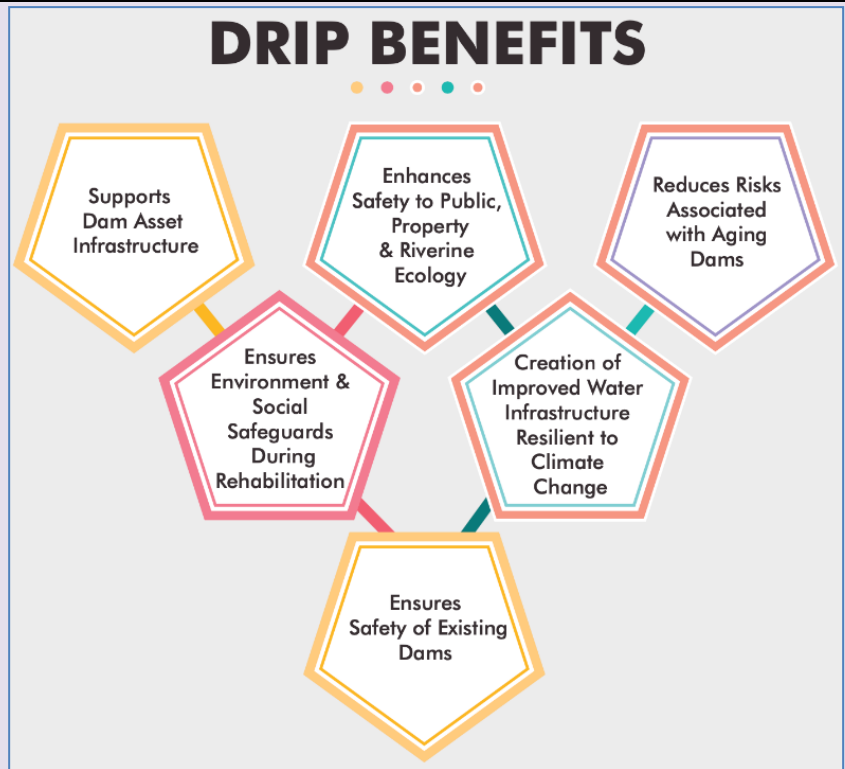 DRIP BENEFITS
Supports
Dam Asset
Infrastructure
Enhances
Safety to Public,
Property
& Riverine
Ecology
Reduces Risks
Associated
with Aging
Dams
Ensures
Environment &
Social
Safeguards
During
Rehabilitation
Creation of
Improved Water
Infrastructure
Resilient to
Climate
Change
Ensures
Safety of Existing
Dams